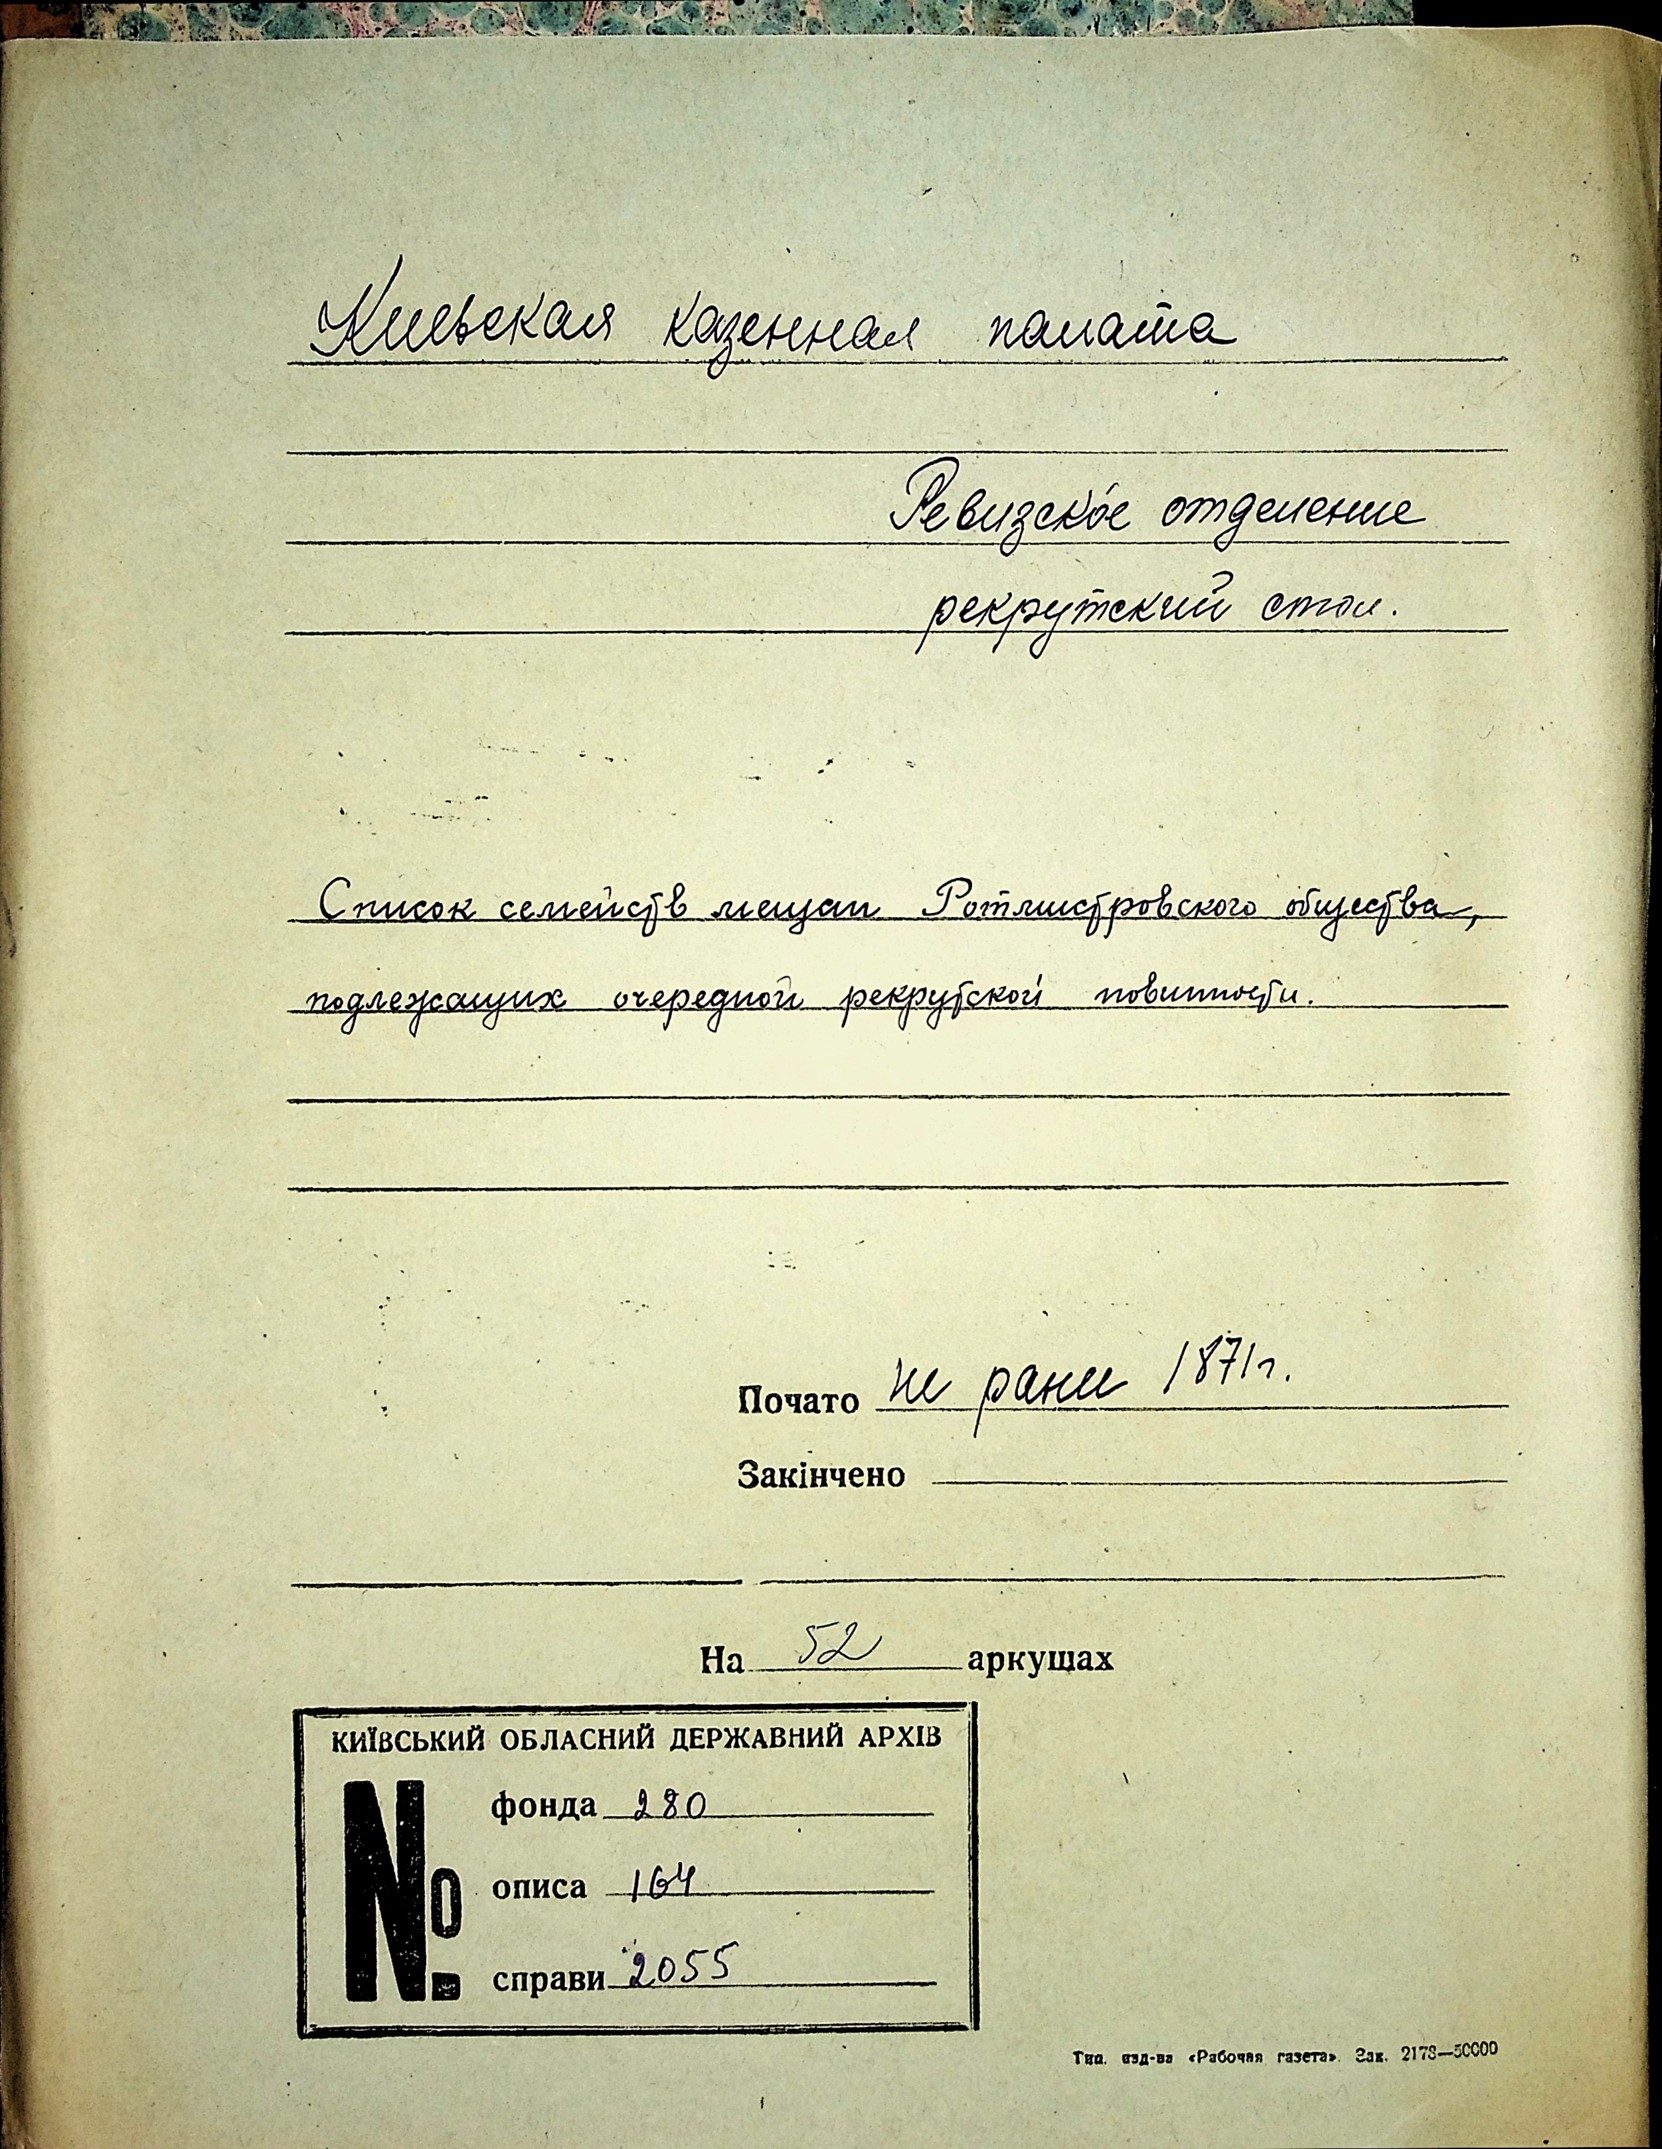 Киевская казенная палата
Ревизское отделение
рекрутский стол.
Список семейств мещан Ротмистровского общества,
подлежащих очередной рекрутской повинности.
Почато не ранее 1871г.
Закінчено
На 52 аркушах
КИЇВСЬКИЙ ОБЛАСНИЙ ДЕРЖАВНИЙ АРХІВ
№
фонда 280
описа 164
справи 2055
Тип. изд-ва «Рабочая газета». Зак. 2178—50000